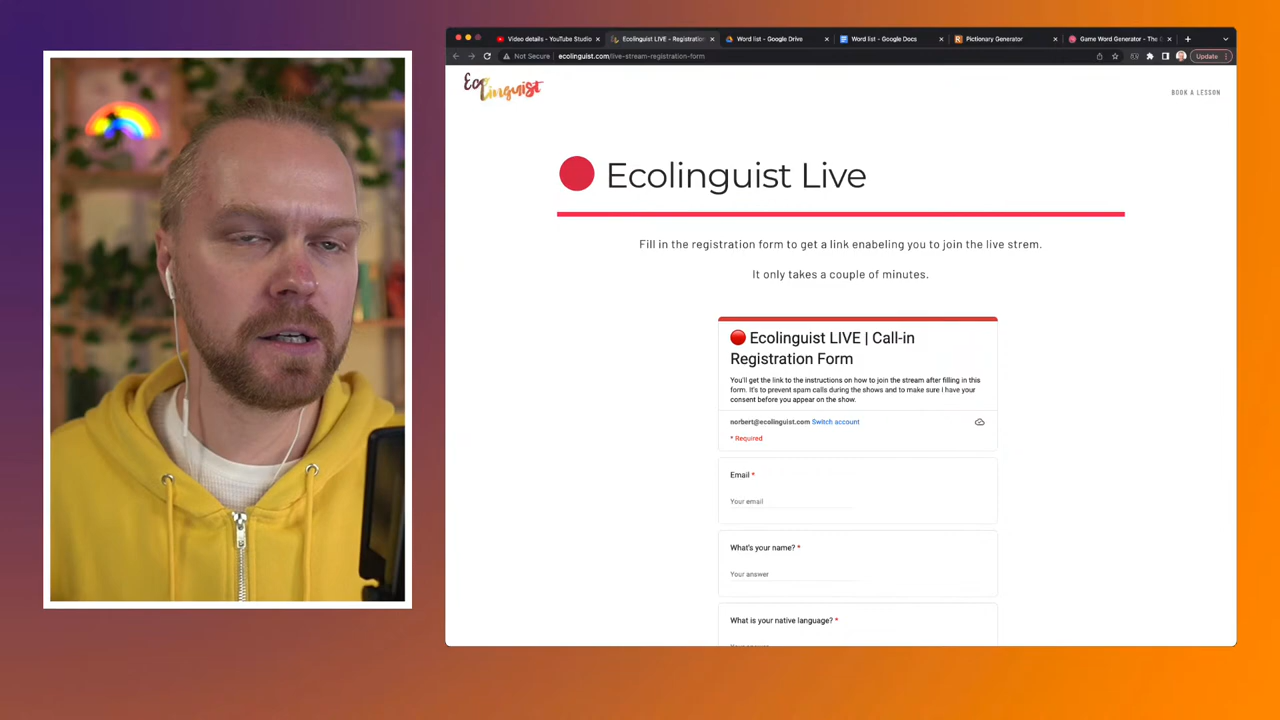 Video details - YouTube Studio
Ecolinguist LIVE - Registration
Word list - Google Drive
Word list - Google Docs
Pictionary Generator
Game Word Generator - The
Not Secure
ecolinguist.com/live-stream-registration-form
Update
Eco Linguist
BOOK A LESSON
Ecolinguist Live
Fill in the registration form to get a link enabeling you to join the live strem.
It only takes a couple of minutes.
Ecolinguist LIVE | Call-in
Registration Form
You'll get the link to the instructions on how to join the stream after filling in this
form. It's to prevent spam calls during the shows and to make sure I have your
consent before you appear on the show.
norbert@ecolinguist.com Switch account
* Required
Email *
Your email
What's your name? *
Your answer
What is your native language? *